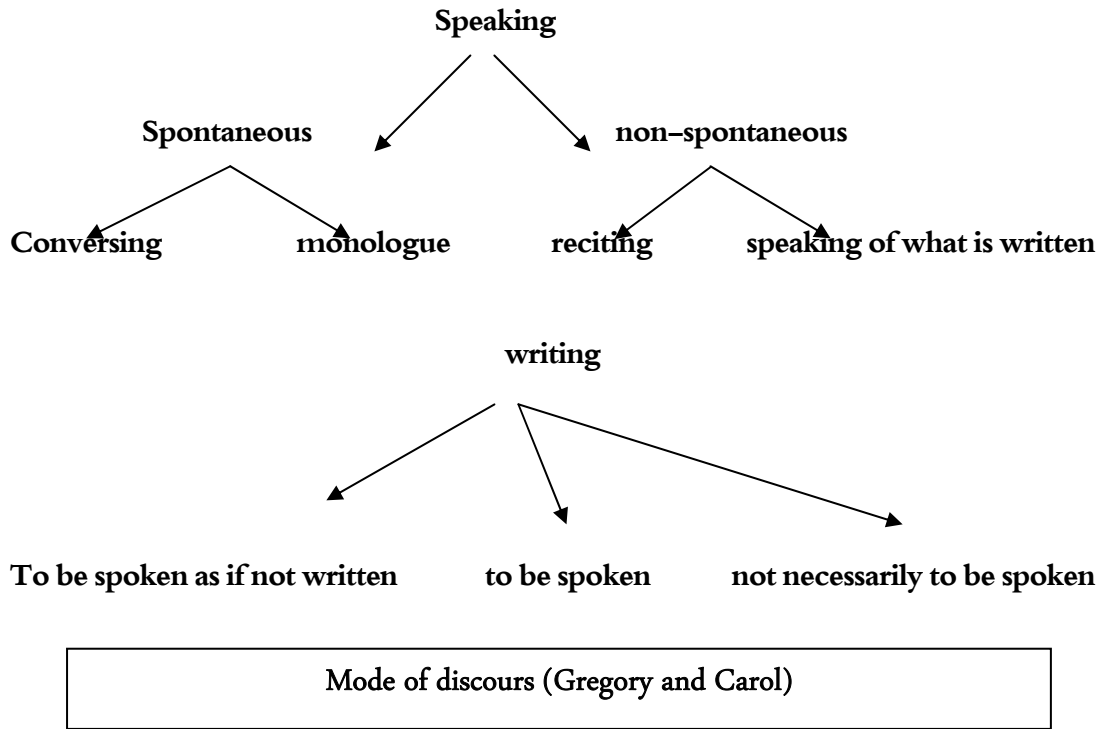 Speaking
Spontaneous non-spontaneous
Conversing monologue reciting speaking of what is written
writing
To be spoken as if not written to be spoken not necessarily to be spoken
Mode of discours (Gregory and Carol)